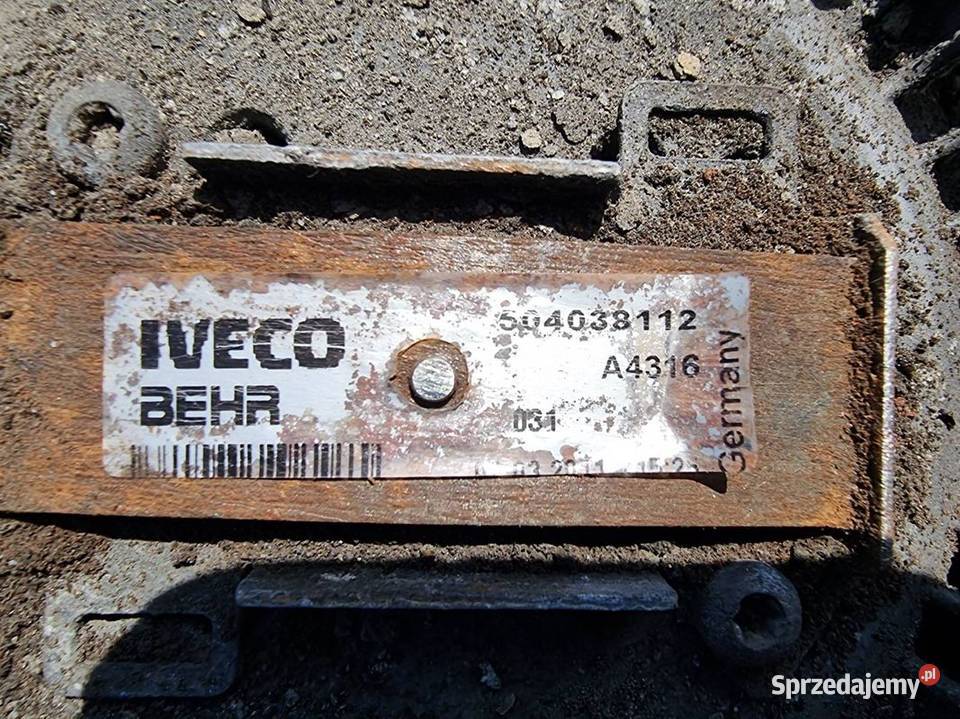 IVECO
BEHR
504038112
A4316
031
Germany
Sprzedajemy.pl